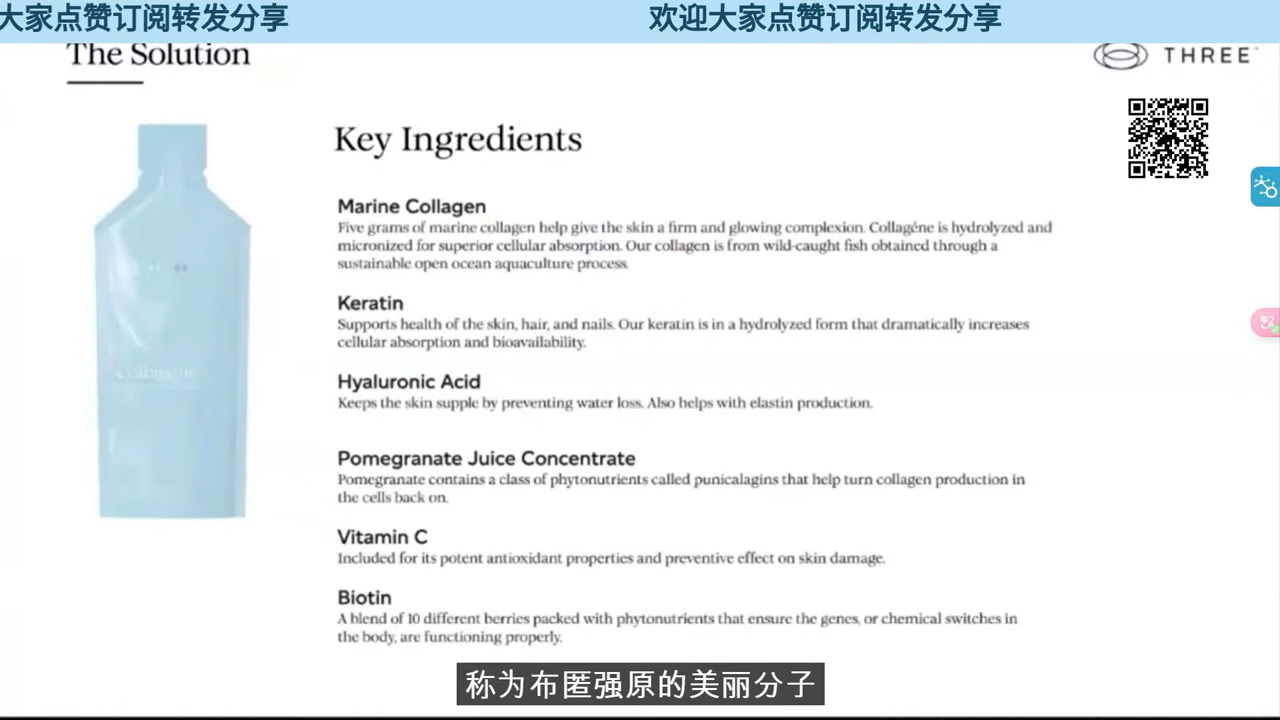 大家点赞订阅转发分享
欢迎大家点赞订阅转发分享
The Solution
THREE
Key Ingredients
Marine Collagen
Five grams of marine collagen help give the skin a firm and glowing complexion. Collagéne is hydrolyzed and
micronized for superior cellular absorption. Our collagen is from wild-caught fish obtained through a
sustainable open ocean aquaculture process.
Keratin
Supports health of the skin, hair, and nails. Our keratin is in a hydrolyzed form that dramatically increases
cellular absorption and bioavailability.
Hyaluronic Acid
Keeps the skin supple by preventing water loss. Also helps with elastin production.
Pomegranate Juice Concentrate
Pomegranate contains a class of phytonutrients called punicalagins that help turn collagen production in
the cells back on.
Vitamin C
Included for its potent antioxidant properties and preventive effect on skin damage.
Biotin
A blend of 10 different berries packed with phytonutrients that ensure the genes, or chemical switches in
the body, are functioning properly.
称为布匿强原的美丽分子